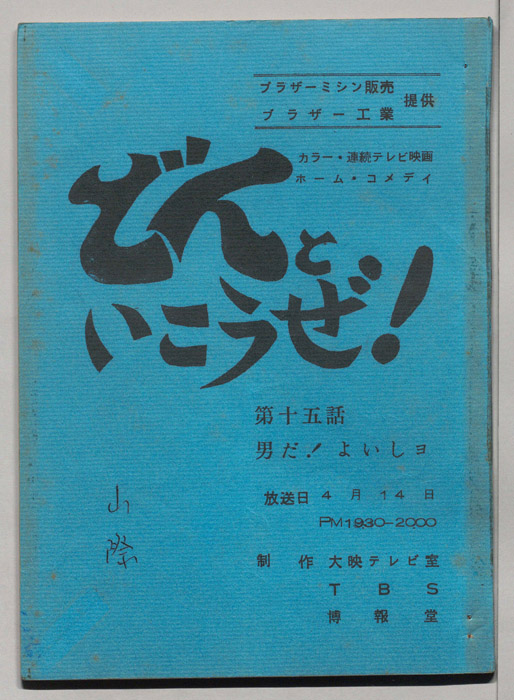 ブラザーミシン販売
ブラザー工業
提供
カラー・連続テレビ映画
ホーム・コメディ
どんと
いこうぜ!
第十五話
男だ!よいしョ
放送日 4月14日
PM1930-2000
制作 大映テレビ室
TBS
博報堂
山際